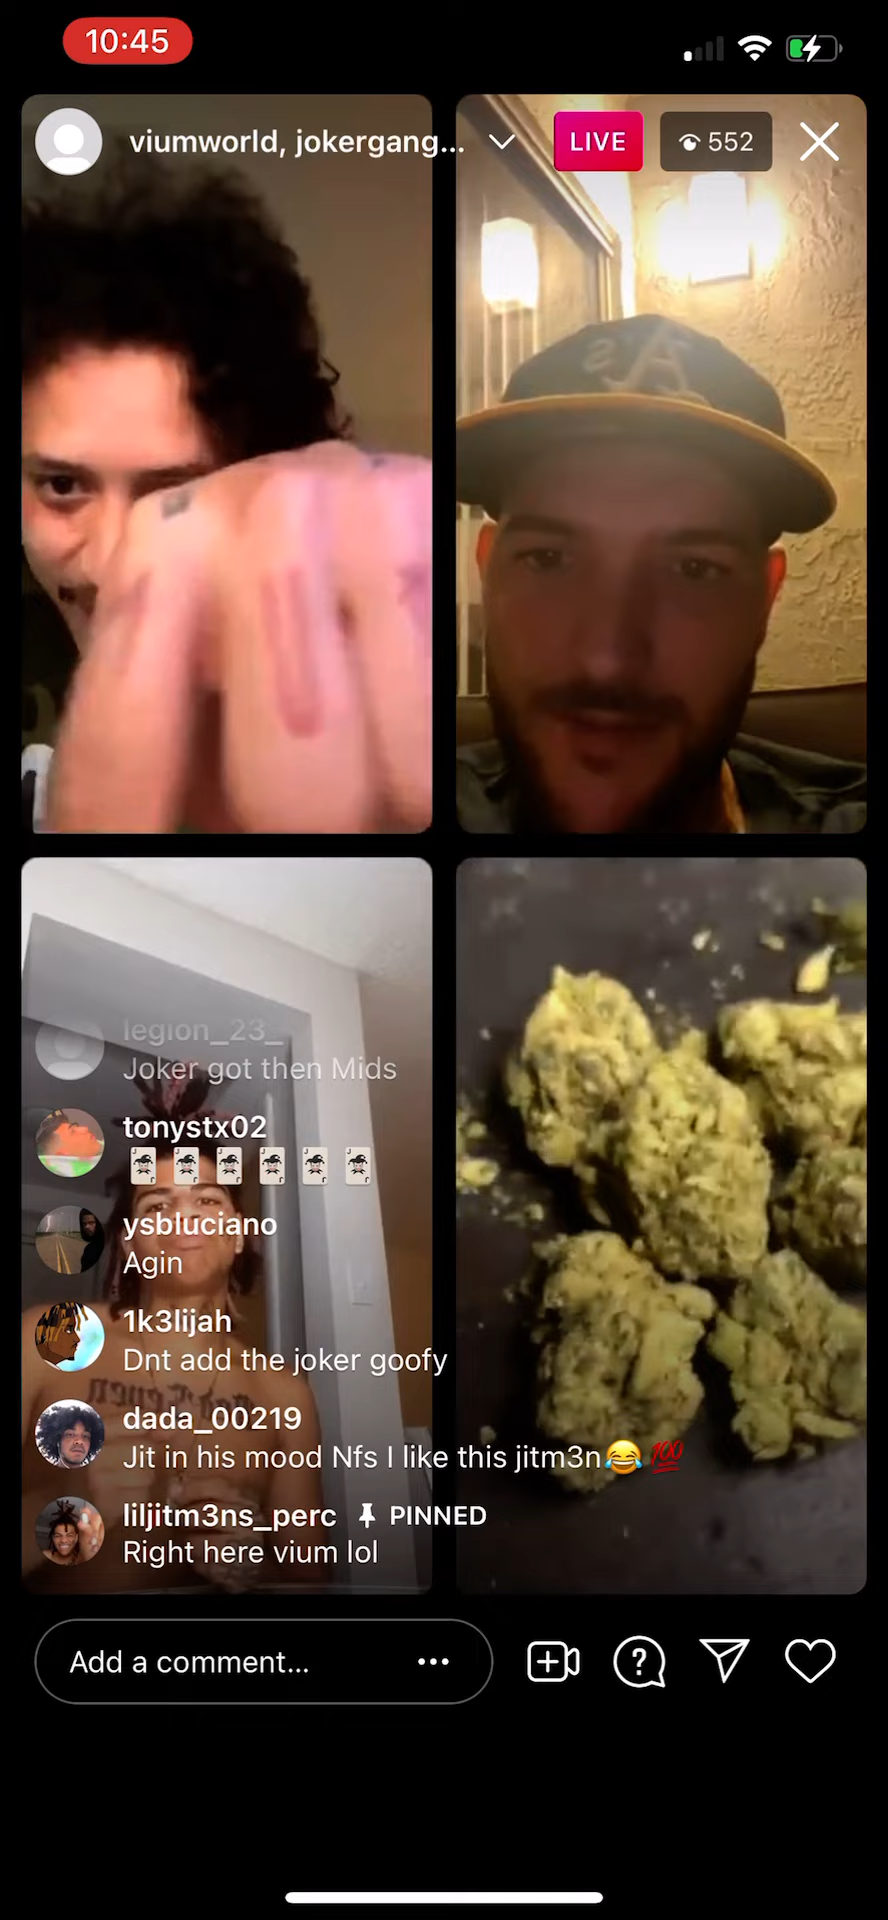 10:45
viumworld, jokergang...
LIVE
552
A
legion_23_
Joker got then Mids
tonystx02
🃏 🃏 🃏 🃏 🃏 🃏
ysbluciano
Agin
1k3lijah
Dnt add the joker goofy
dada_00219
Jit in his mood Nfs I like this jitm3n😂💯
liljitm3ns_perc PINNED
Right here vium lol
Add a comment...